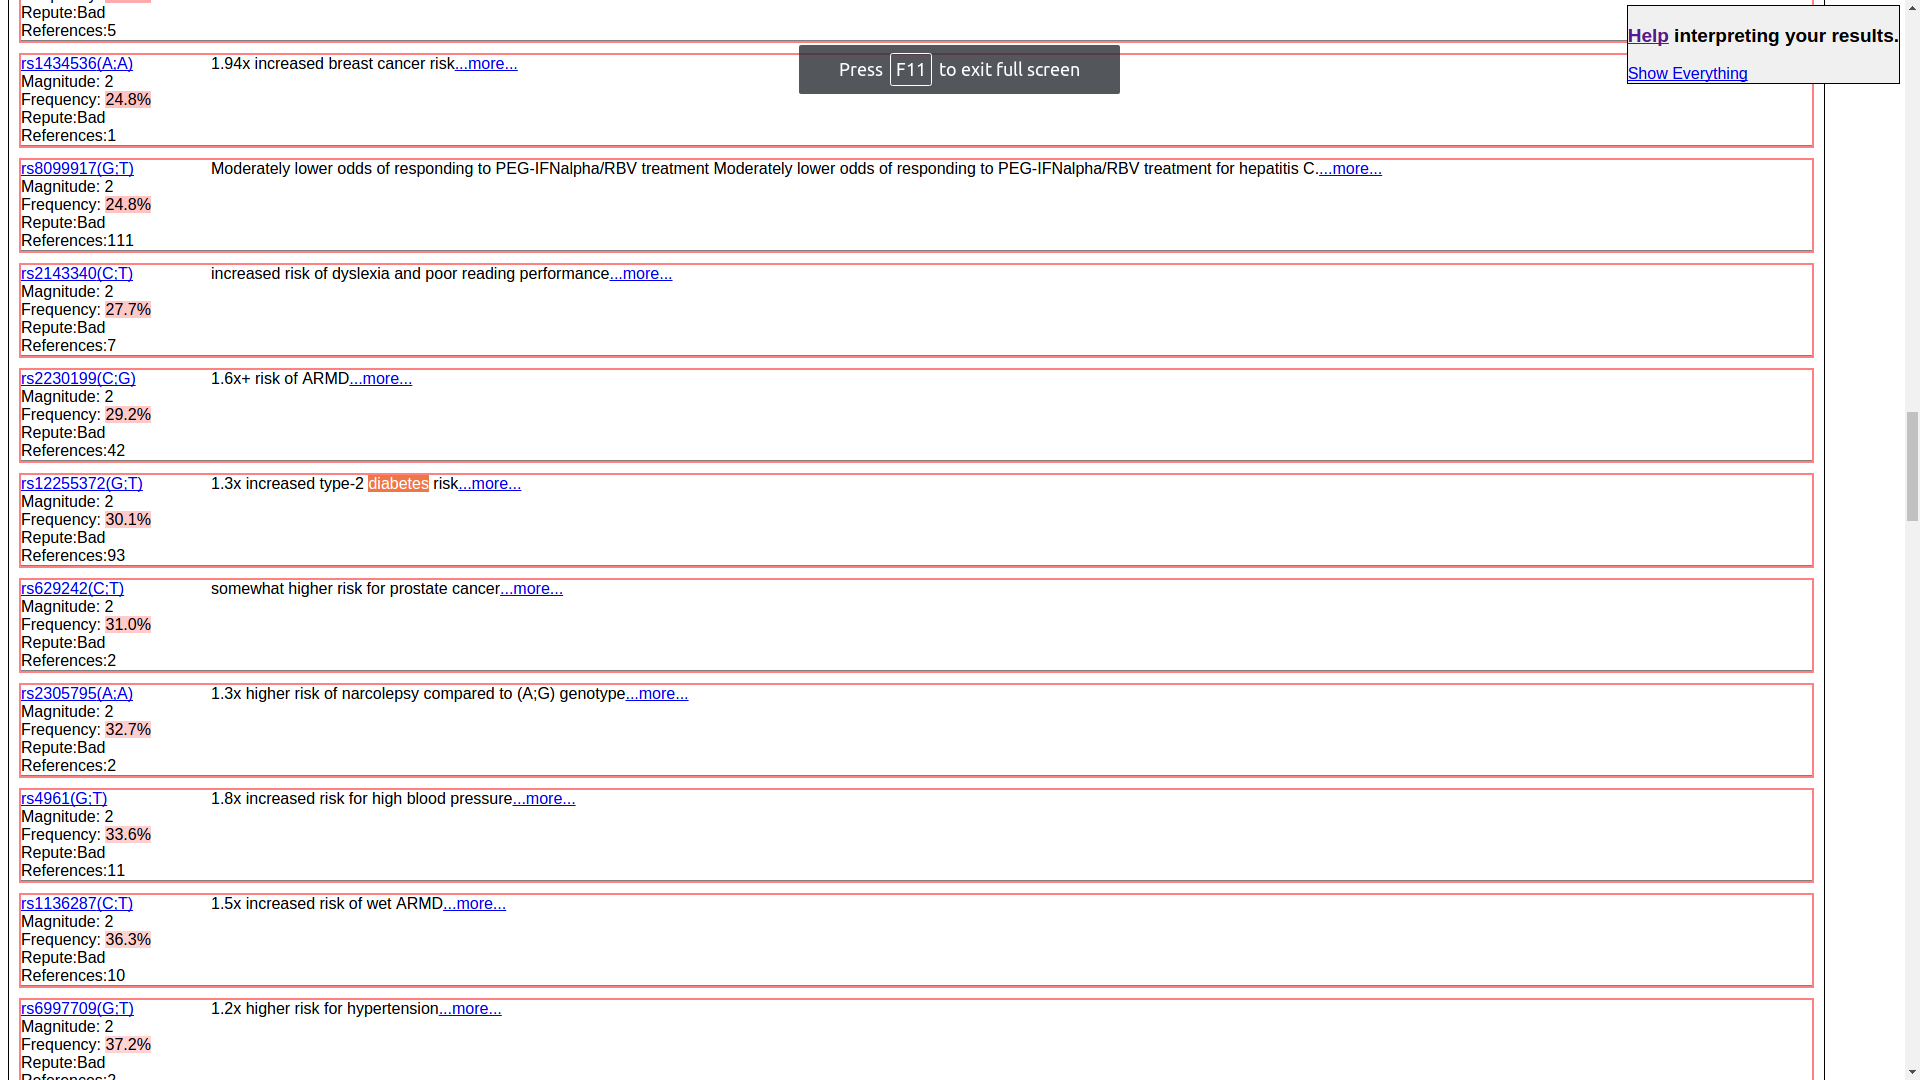 Repute:Bad
References:5
Help interpreting your results.
Show Everything
Press F11 to exit full screen
rs1434536(A;A) 1.94x increased breast cancer risk...more...
Magnitude: 2
Frequency: 24.8%
Repute:Bad
References:1
rs8099917(G;T) Moderately lower odds of responding to PEG-IFNalpha/RBV treatment Moderately lower odds of responding to PEG-IFNalpha/RBV treatment for hepatitis C....more...
Magnitude: 2
Frequency: 24.8%
Repute:Bad
References:111
rs2143340(C;T) increased risk of dyslexia and poor reading performance...more...
Magnitude: 2
Frequency: 27.7%
Repute:Bad
References:7
rs2230199(C;G) 1.6x+ risk of ARMD...more...
Magnitude: 2
Frequency: 29.2%
Repute:Bad
References:42
rs12255372(G;T) 1.3x increased type-2 diabetes risk...more...
Magnitude: 2
Frequency: 30.1%
Repute:Bad
References:93
rs629242(C;T) somewhat higher risk for prostate cancer...more...
Magnitude: 2
Frequency: 31.0%
Repute:Bad
References:2
rs2305795(A;A) 1.3x higher risk of narcolepsy compared to (A;G) genotype...more...
Magnitude: 2
Frequency: 32.7%
Repute:Bad
References:2
rs4961(G;T) 1.8x increased risk for high blood pressure...more...
Magnitude: 2
Frequency: 33.6%
Repute:Bad
References:11
rs1136287(C;T) 1.5x increased risk of wet ARMD...more...
Magnitude: 2
Frequency: 36.3%
Repute:Bad
References:10
rs6997709(G;T) 1.2x higher risk for hypertension...more...
Magnitude: 2
Frequency: 37.2%
Repute:Bad